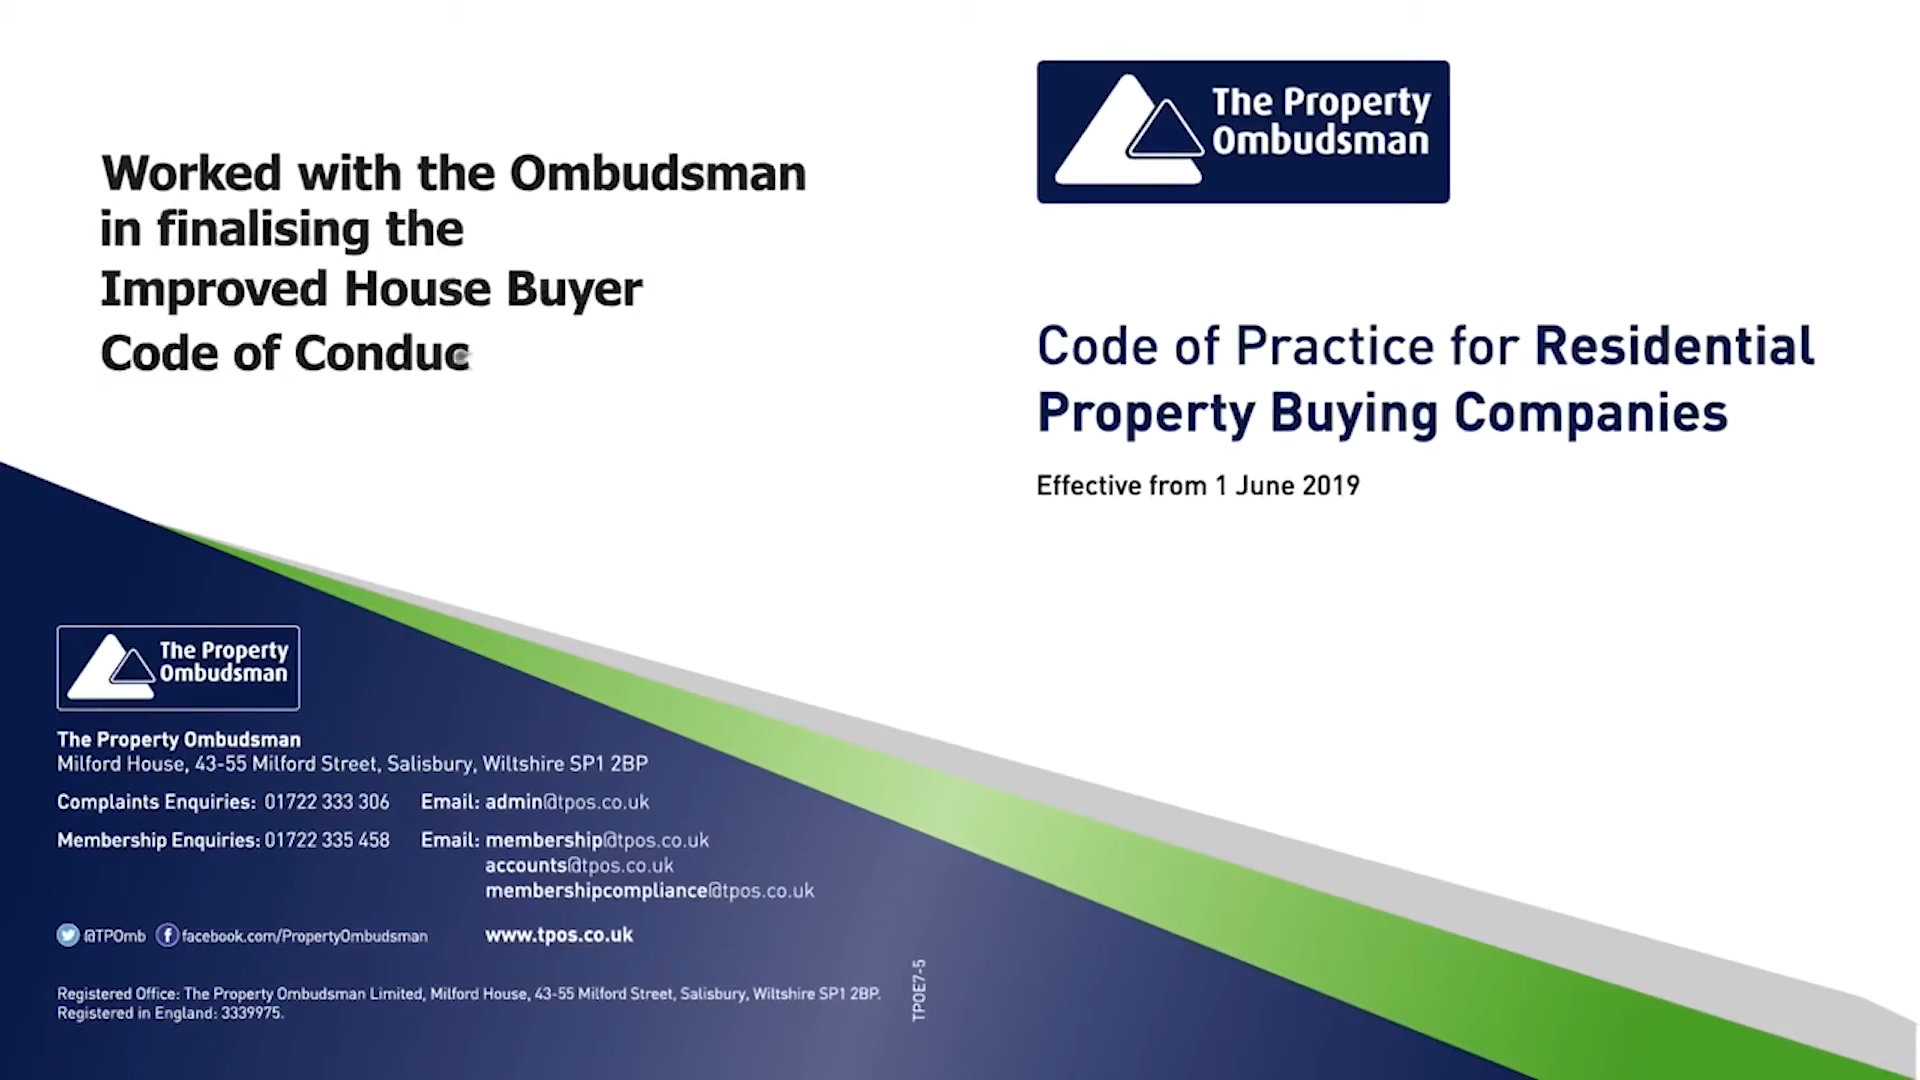 Worked with the Ombudsman
in finalising the
Improved House Buyer
Code of Conduc
The Property
Ombudsman
Code of Practice for Residential
Property Buying Companies
Effective from 1 June 2019
The Property
Ombudsman
The Property Ombudsman
Milford House, 43-55 Milford Street, Salisbury, Wiltshire SP1 2BP
Complaints Enquiries: 01722 333 306 Email: admin@tpos.co.uk
Membership Enquiries: 01722 335 458 Email: membership@tpos.co.uk
accounts@tpos.co.uk
membershipcompliance@tpos.co.uk
@TPOmb facebook.com/PropertyOmbudsman www.tpos.co.uk
Registered Office: The Property Ombudsman Limited, Milford House, 43-55 Milford Street, Salisbury, Wiltshire SP1 2BP.
Registered in England: 3339975.
TPOE7-5